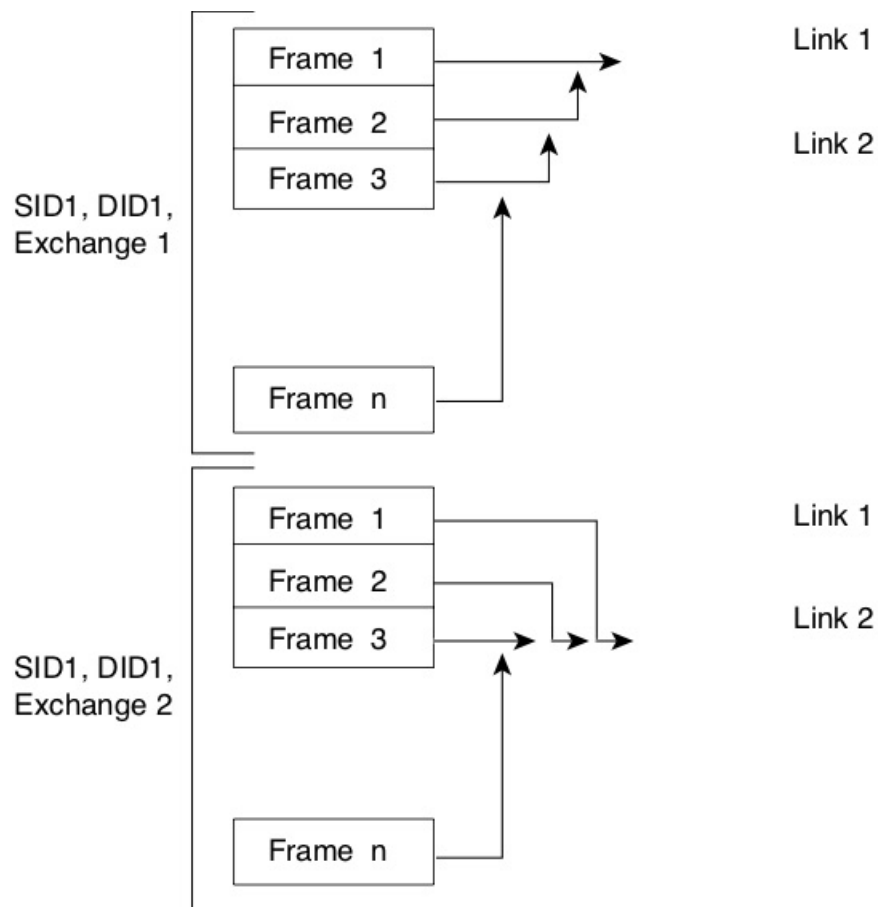 Frame 1
Link 1
Frame 2
Link 2
Frame 3
SID1, DID1,
Exchange 1
Frame n
Frame 1
Link 1
Frame 2
Link 2
Frame 3
SID1, DID1,
Exchange 2
Frame n